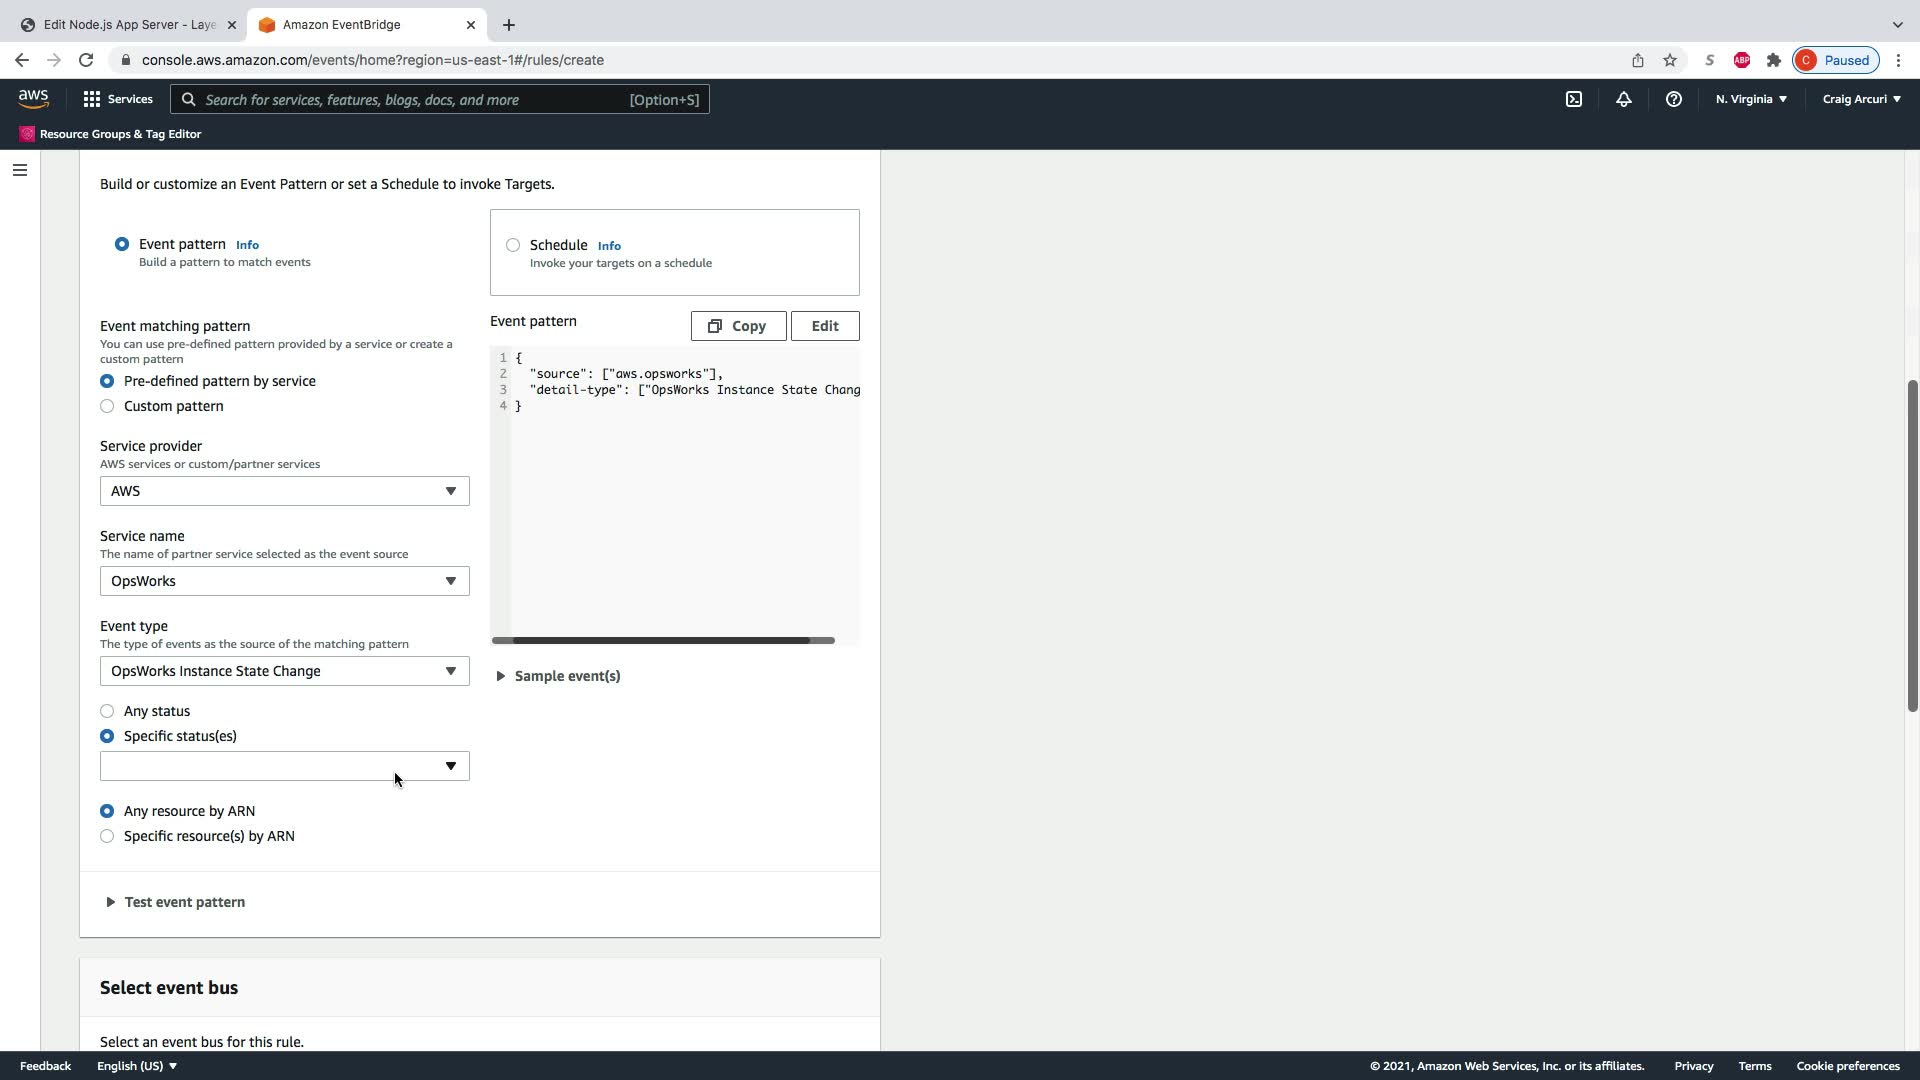 Edit Node.js App Server - Laye
Amazon EventBridge
console.aws.amazon.com/events/home?region=us-east-1#/rules/create
S
ABP
C
Paused
aws
Services
Search for services, features, blogs, docs, and more
[Option+S]
N. Virginia
Craig Arcuri
Resource Groups & Tag Editor
Build or customize an Event Pattern or set a Schedule to invoke Targets.
Event pattern Info
Build a pattern to match events
Schedule Info
Invoke your targets on a schedule
Event matching pattern
You can use pre-defined pattern provided by a service or create a
custom pattern
Pre-defined pattern by service
Custom pattern
Service provider
AWS services or custom/partner services
AWS
Service name
The name of partner service selected as the event source
OpsWorks
Event type
The type of events as the source of the matching pattern
OpsWorks Instance State Change
Any status
Specific status(es)
Any resource by ARN
Specific resource(s) by ARN
Event pattern
Copy
Edit
1 {
2 "source": ["aws.opsworks"],
3 "detail-type": ["OpsWorks Instance State Chang
4 }
Sample event(s)
Test event pattern
Select event bus
Select an event bus for this rule.
Feedback
English (US)
© 2021, Amazon Web Services, Inc. or its affiliates.
Privacy
Terms
Cookie preferences